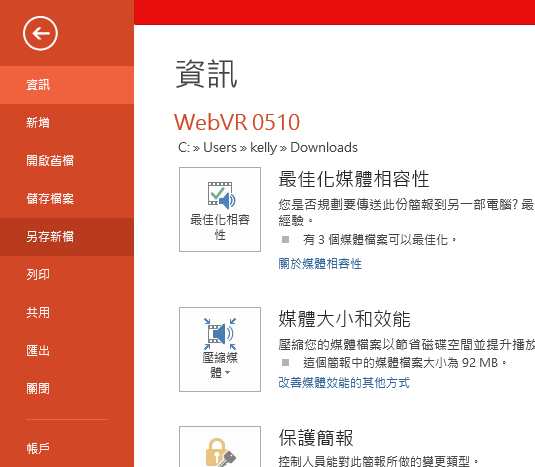 資訊
新增
開啟舊檔
儲存檔案
另存新檔
列印
共用
匯出
關閉
帳戶
資訊
WebVR 0510
C: » Users » kelly » Downloads
最佳化相容
性
最佳化媒體相容性
您是否規劃要傳送此份簡報到另一部電腦? 最
經驗。
有 3 個媒體檔案可以最佳化。
關於媒體相容性
壓縮媒
體
媒體大小和效能
壓縮您的媒體檔案以節省磁碟空間並提升播放
這個簡報中的媒體檔案大小為 92 MB。
改善媒體效能的其他方式
保護簡報
控制人員能對此簡報所做的變更類型。